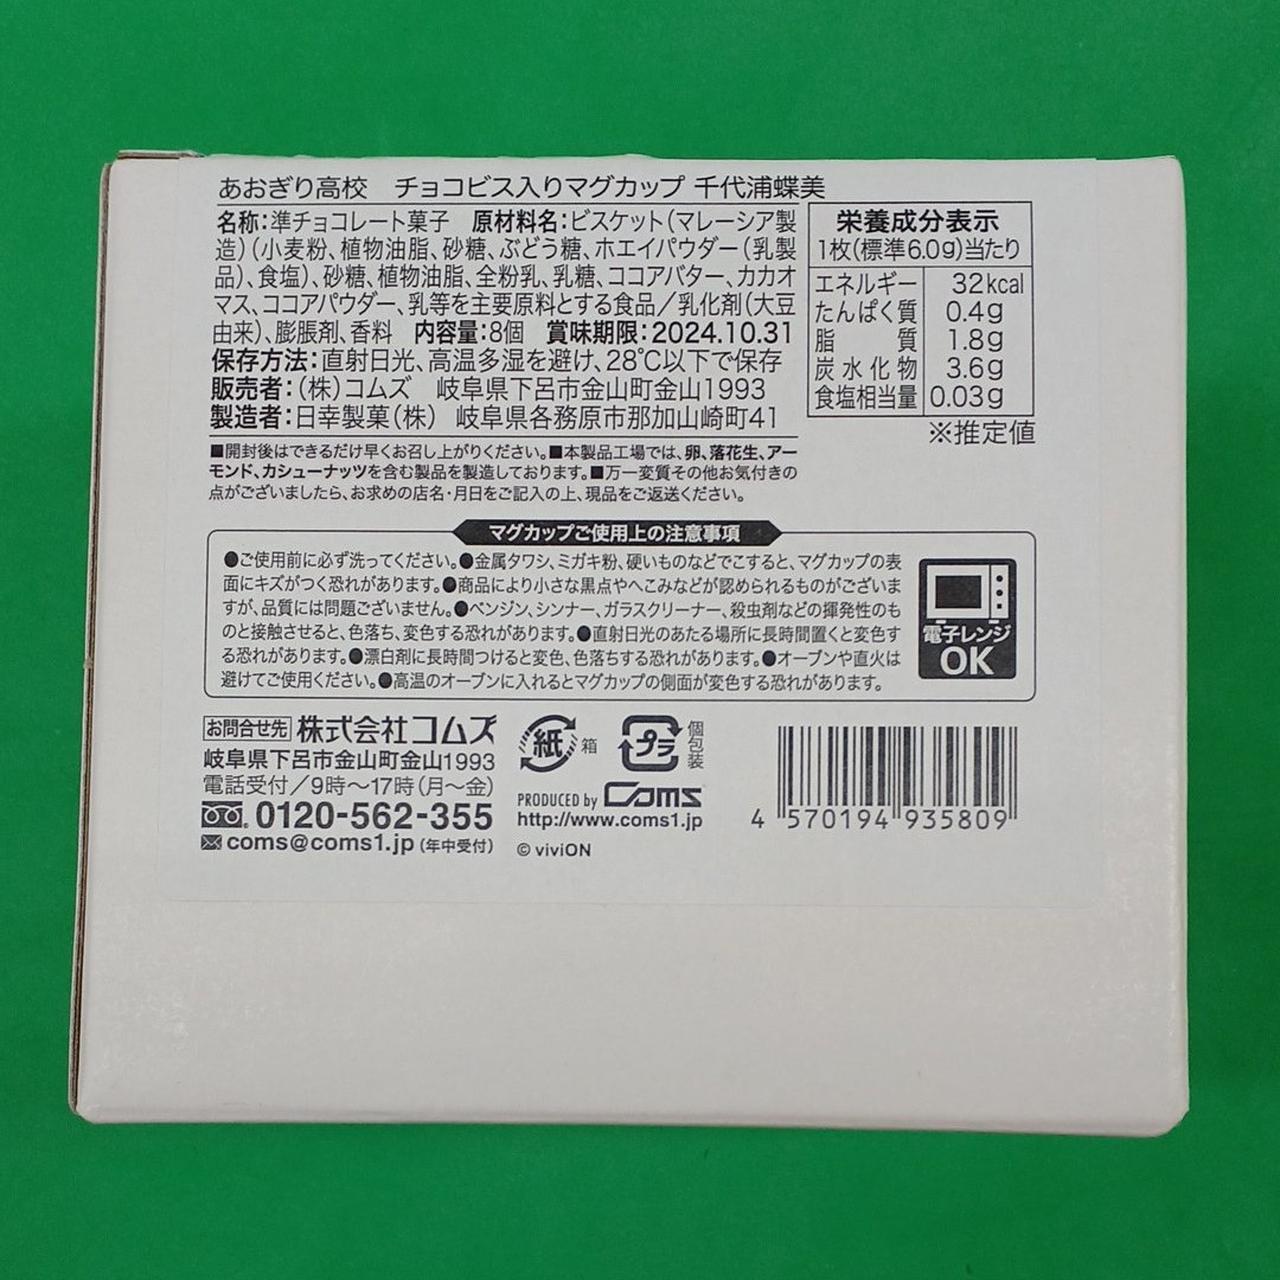 あおぎり高校　チョコビス入りマグカップ 千代浦蝶美
名称：準チョコレート菓子　原材料名：ビスケット（マレーシア製
造）（小麦粉、植物油脂、砂糖、ぶどう糖、ホエイパウダー（乳製
品）、食塩）、砂糖、植物油脂、全粉乳、乳糖、ココアバター、カカオ
マス、ココアパウダー、乳等を主要原料とする食品／乳化剤（大豆
由来）、膨脹剤、香料　内容量：8個　賞味期限：2024.10.31
保存方法：直射日光、高温多湿を避け、28℃以下で保存
販売者：（株）コムズ　岐阜県下呂市金山町金山1993
製造者：日幸製菓（株）　岐阜県各務原市那加山崎町41
栄養成分表示
1枚（標準6.0g）当たり
エネルギー 32kcal
たんぱく質 0.4g
脂質 1.8g
炭水化物 3.6g
食塩相当量 0.03g
※推定値
■開封後はできるだけ早くお召し上がりください。■本製品工場では、卵、落花生、アー
モンド、カシューナッツを含む製品を製造しております。■万一変質その他お気付きの
点がございましたら、お求めの店名・月日をご記入の上、現品をご返送ください。
マグカップご使用上の注意事項
●ご使用前に必ず洗ってください。●金属タワシ、ミガキ粉、硬いものなどでこすると、マグカップの表
面にキズがつく恐れがあります。●商品により小さな黒点やへこみなどが認められるものがございま
すが、品質には問題ございません。●ベンジン、シンナー、ガラスクリーナー、殺虫剤などの揮発性のも
のと接触させると、色落ち、変色する恐れがあります。●直射日光のあたる場所に長時間置くと変色す
る恐れがあります。●漂白剤に長時間つけると変色、色落ちする恐れがあります。●オーブンや直火は
避けてご使用ください。●高温のオーブンに入れるとマグカップの側面が変色する恐れがあります。
電子レンジ
OK
お問合せ先 株式会社コムズ
岐阜県下呂市金山町金山1993
電話受付／9時～17時（月～金）
0120-562-355
coms@coms1.jp（年中受付）
紙 箱
プラ 個包装
PRODUCED by Coms
http://www.coms1.jp
© viviON
4 570194 935809